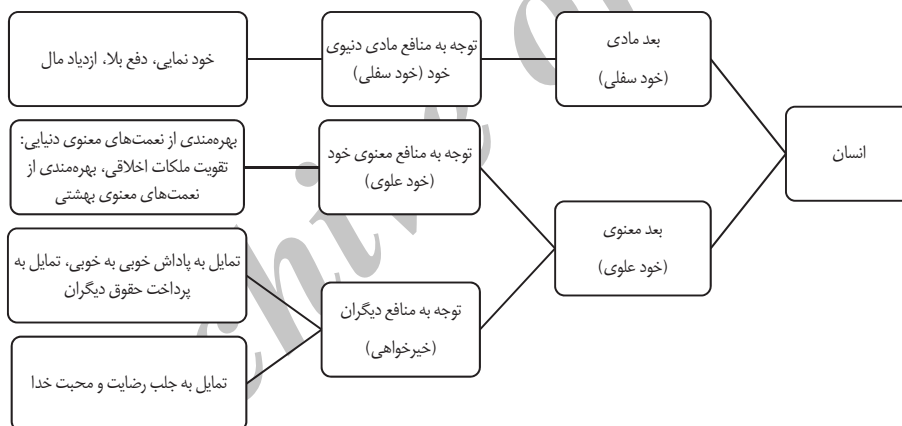 انسان
بعد مادی
(خود سفلی)
توجه به منافع مادی دنیوی
خود (خود سفلی)
خود نمایی، دفع بلا، ازدیاد مال
بعد معنوی
(خود علوی)
توجه به منافع معنوی خود
(خود علوی)
بهره‌مندی از نعمت‌های معنوی دنیایی:
تقویت ملکات اخلاقی، بهره‌مندی از
نعمت‌های معنوی بهشتی
توجه به منافع دیگران
(خیرخواهی)
تمایل به پاداش خوبی به خوبی، تمایل به
پرداخت حقوق دیگران
تمایل به جلب رضایت و محبت خدا